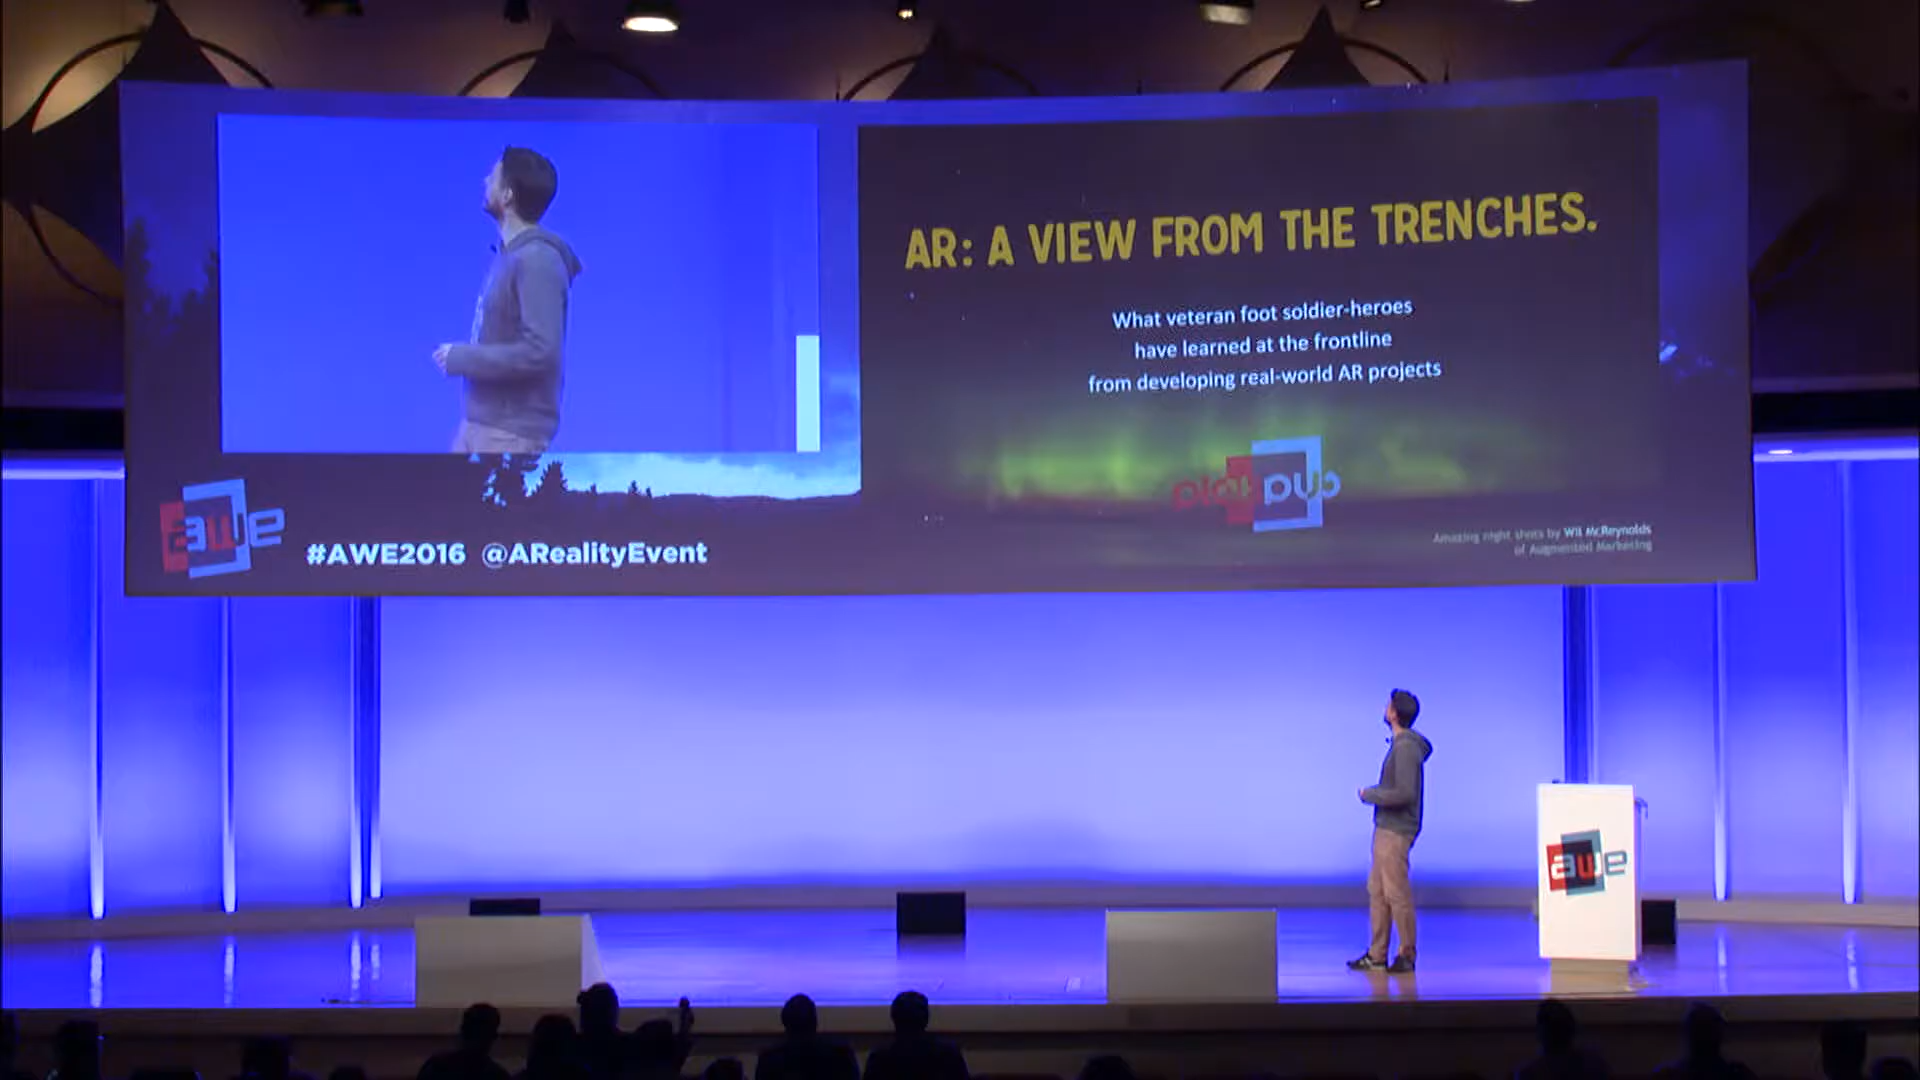 AR: A VIEW FROM THE TRENCHES.
What veteran foot soldier-heroes
have learned at the frontline
from developing real-world AR projects
pub
Amazing night shots by Wil McReynolds
of Augmented Marketing
awe
#AWE2016 @ARealityEvent
awe